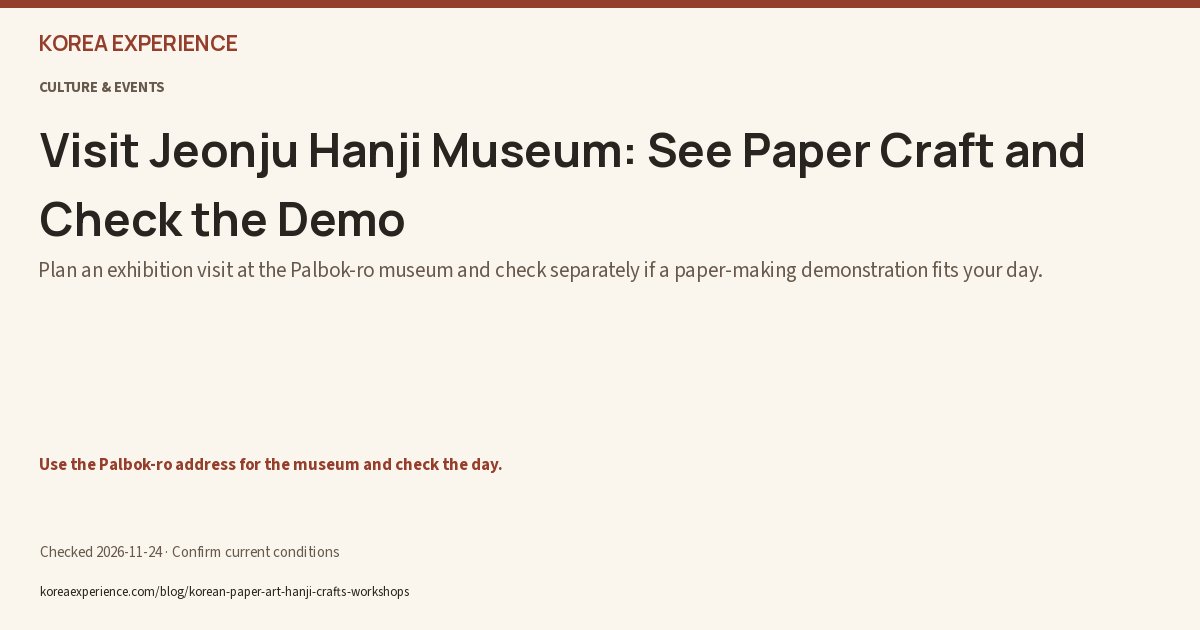 KOREA EXPERIENCE
CULTURE & EVENTS
Visit Jeonju Hanji Museum: See Paper Craft and
Check the Demo
Plan an exhibition visit at the Palbok-ro museum and check separately if a paper-making demonstration fits your day.
Use the Palbok-ro address for the museum and check the day.
Checked 2026-11-24 · Confirm current conditions
koreaexperience.com/blog/korean-paper-art-hanji-crafts-workshops